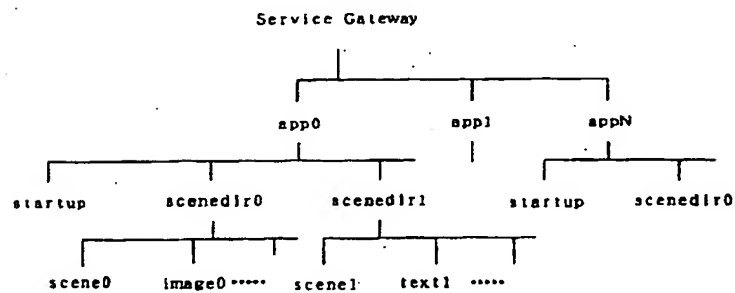 Service Gateway
app0 app1 appN
startup scenedir0 scenedir1 startup scenedir0
scene0 image0 ····· scene1 text1 ·····